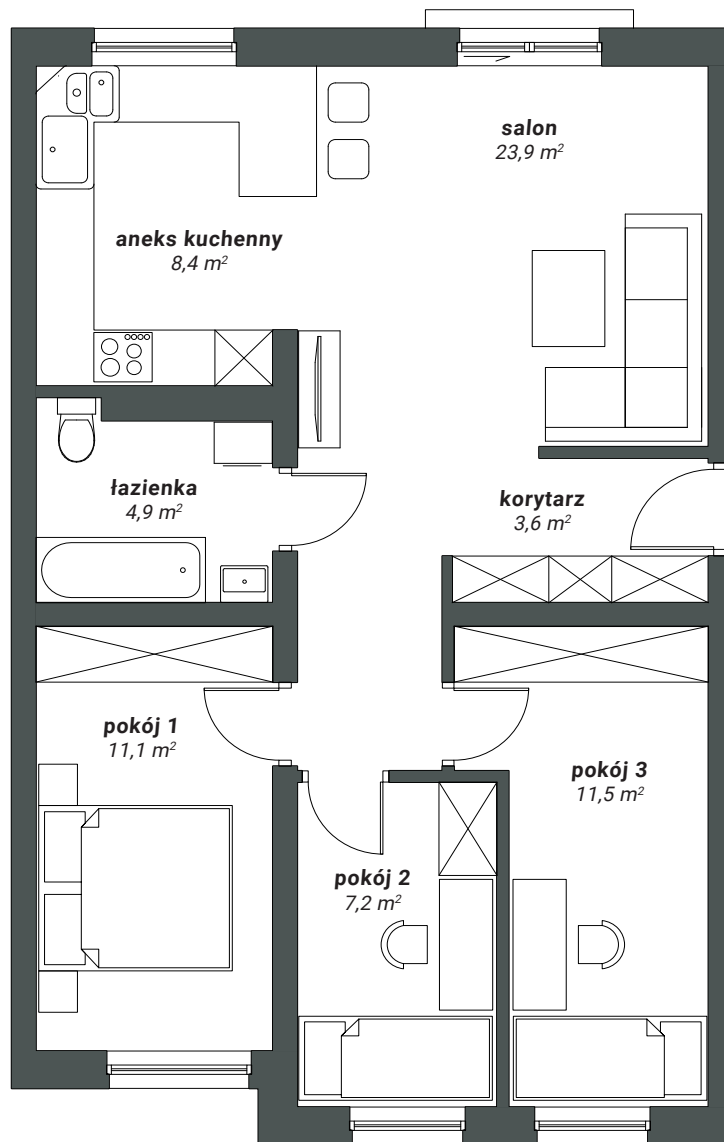 salon
23,9 m²
aneks kuchenny
8,4 m²
łazienka
4,9 m²
korytarz
3,6 m²
pokój 1
11,1 m²
pokój 3
11,5 m²
pokój 2
7,2 m²